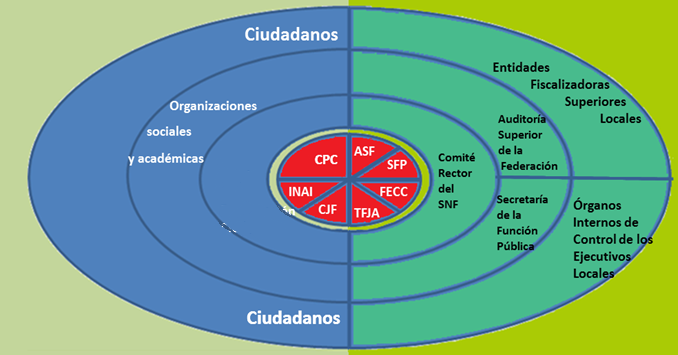 Ciudadanos
Organizaciones
sociales
y académicas
Ciudadanos
CPC
ASF
SFP
INAI
FECC
CJF
TFJA
Comité
Rector
del
SNF
Auditoría
Superior
de la
Federación
Secretaría
de la
Función
Pública
Entidades
Fiscalizadoras
Superiores
Locales
Órganos
Internos de
Control de los
Ejecutivos
Locales